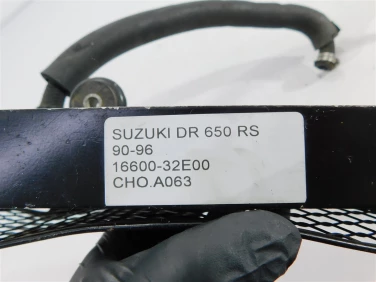 SUZUKI DR 650 RS
90-96
16600-32E00
CHO.A063